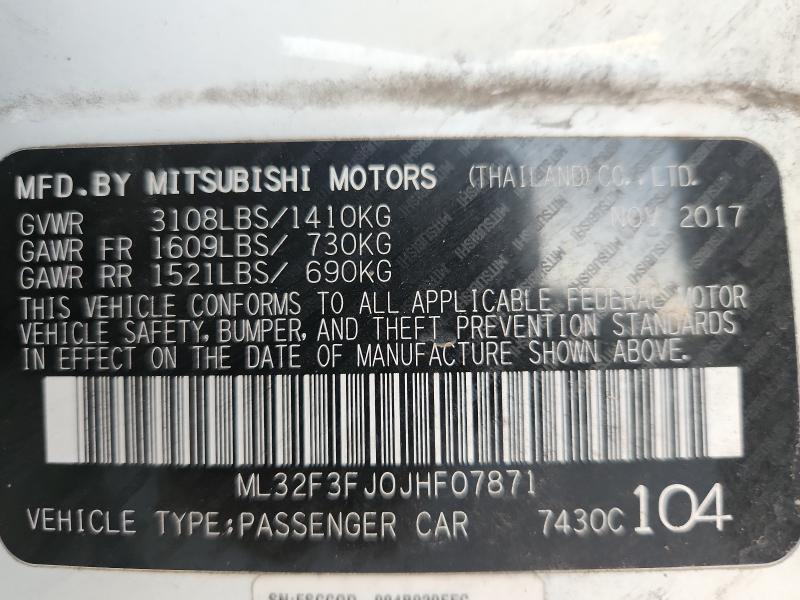 MFD.BY MITSUBISHI MOTORS (THAILAND) CO.,LTD.
GVWR 3108LBS/1410KG NOV 2017
GAWR FR 1609LBS/ 730KG
GAWR RR 1521LBS/ 690KG
THIS VEHICLE CONFORMS TO ALL APPLICABLE FEDERAL MOTOR
VEHICLE SAFETY, BUMPER, AND THEFT PREVENTION STANDARDS
IN EFFECT ON THE DATE OF MANUFACTURE SHOWN ABOVE.
ML32F3FJ0JHF07871
VEHICLE TYPE:PASSENGER CAR 7430C 104